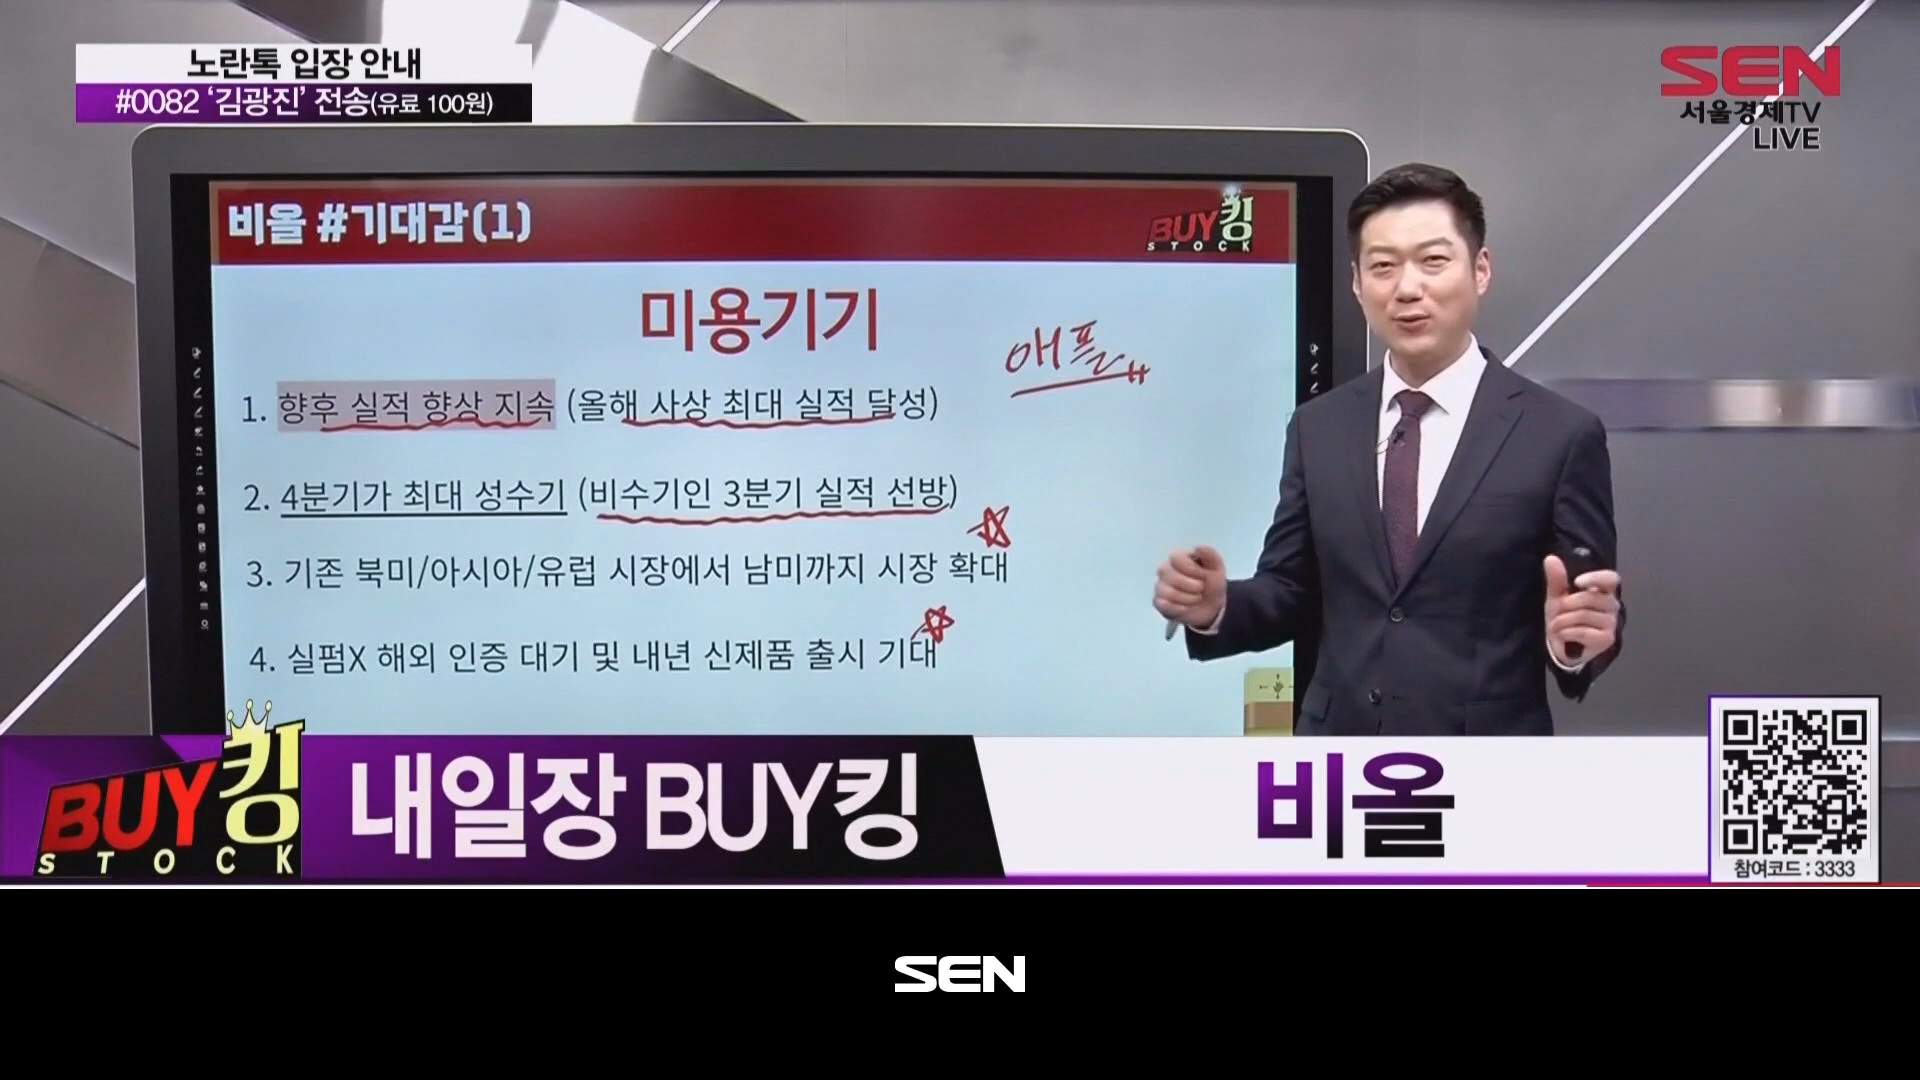 노란톡 입장 안내
#0082 ‘김광진’ 전송(유료 100원)
SEN
서울경제TV
LIVE
비올 #기대감(1)
BUY킹
STOCK
미용기기
애플
1. 향후 실적 향상 지속 (올해 사상 최대 실적 달성)
2. 4분기가 최대 성수기 (비수기인 3분기 실적 선방)
3. 기존 북미/아시아/유럽 시장에서 남미까지 시장 확대
4. 실펌X 해외 인증 대기 및 내년 신제품 출시 기대
BUY킹
STOCK
내일장 BUY킹
비올
참여코드 : 3333
SEN